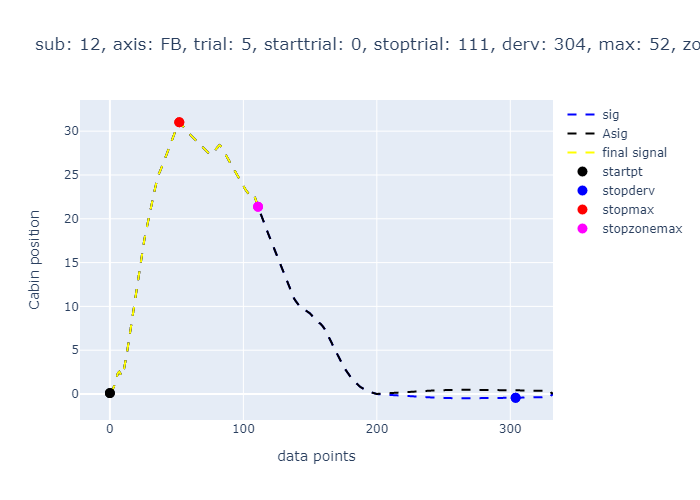 sub: 12, axis: FB, trial: 5, starttrial: 0, stoptrial: 111, derv: 304, max: 52, zo
sig
Asig
final signal
startpt
stopderv
stopmax
stopzonemax
30
25
20
15
10
5
0
Cabin position
0
100
200
300
data points